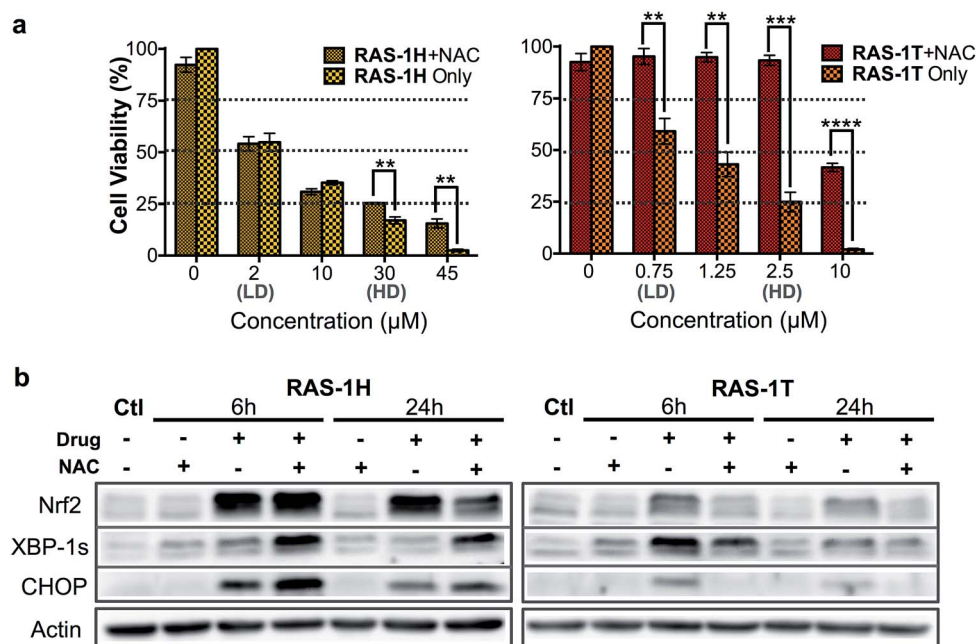 a
Cell Viability (%)
100
75
50
25
0
RAS-1H+NAC
RAS-1H Only
**
**
0 2 10 30 45
(LD) (HD)
Concentration (µM)
100
75
50
25
0
RAS-1T+NAC
RAS-1T Only
** ** *** ****
0 0.75 1.25 2.5 10
(LD) (HD)
Concentration (µM)
b
RAS-1H
Ctl 6h 24h
Drug - - + + - + +
NAC - + - + + - +
RAS-1T
Ctl 6h 24h
- - + + - + +
- + - + + - +
Nrf2
XBP-1s
CHOP
Actin